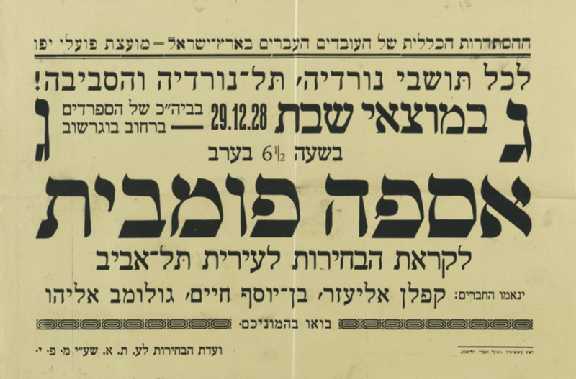 ההסתדרות הכללית של העובדים העברים בארץ־ישראל — מועצת פועלי יפו
לכל תושבי נורדיה, תל־נורדיה והסביבה!
ג במוצאי שבת 29.12.28 — בביה״כ של הספרדים ברחוב בוגרשוב ג
בשעה 6 1/2 בערב
אספה פומבית
לקראת הבחירות לעירית תל־אביב
ינאמו החברים: קפלן אליעזר, בן־יוסף חיים, גולומב אליהו
בואו בהמוניכם.
ועדת הבחירות לע. ת. א. שע״י מ. פ. י.